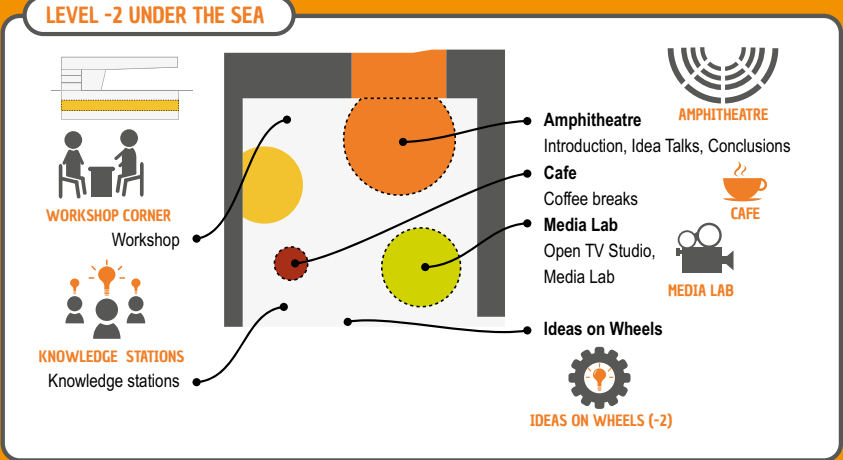 LEVEL -2 UNDER THE SEA
WORKSHOP CORNER
Workshop
KNOWLEDGE STATIONS
Knowledge stations
Amphitheatre
Introduction, Idea Talks, Conclusions
Cafe
Coffee breaks
Media Lab
Open TV Studio,
Media Lab
Ideas on Wheels
AMPHITHEATRE
CAFE
MEDIA LAB
IDEAS ON WHEELS (-2)